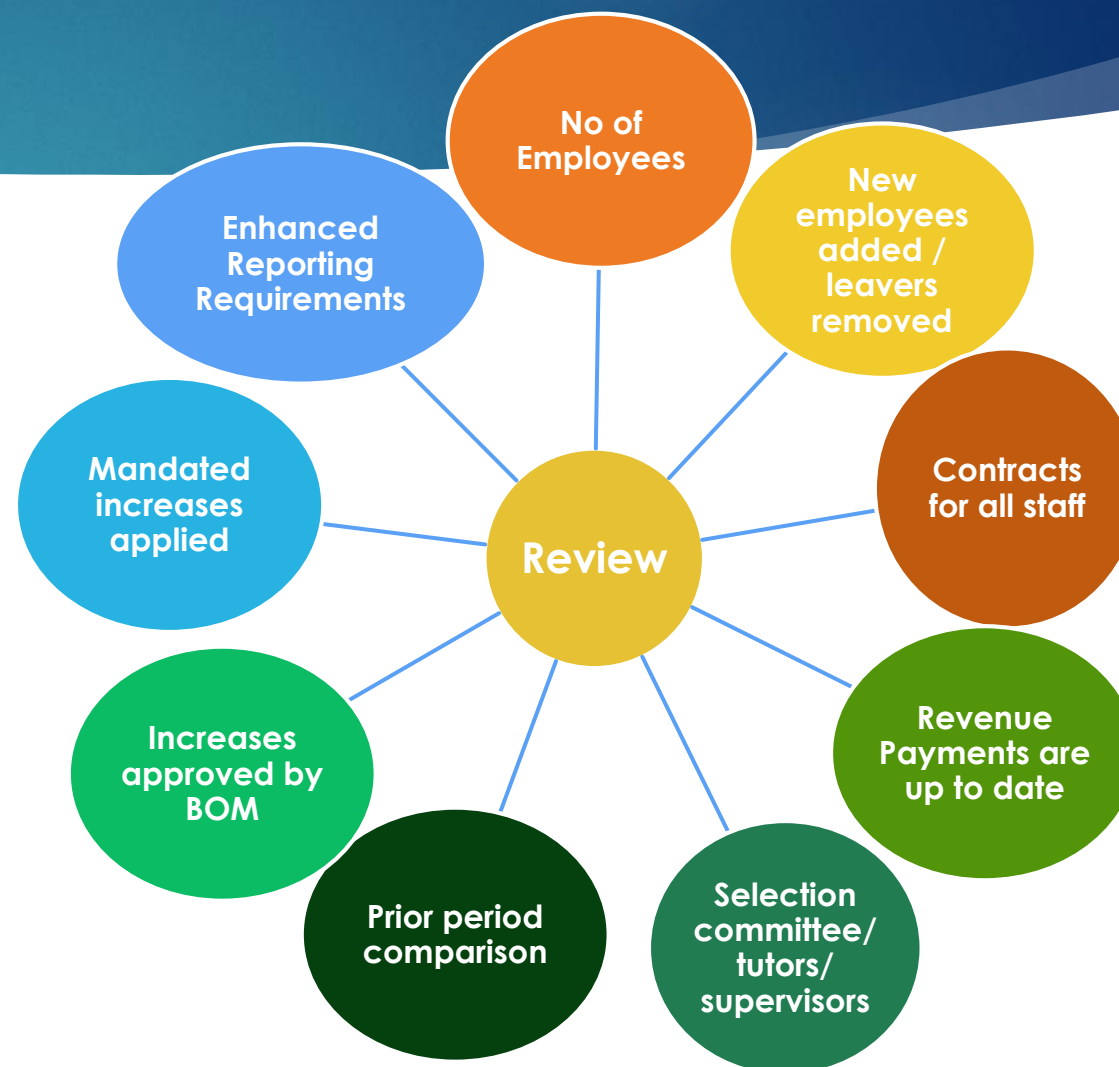 No of
Employees
New
employees
added /
leavers
removed
Contracts
for all staff
Revenue
Payments are
up to date
Selection
committee/
tutors/
supervisors
Prior period
comparison
Increases
approved by
BOM
Mandated
increases
applied
Enhanced
Reporting
Requirements
Review